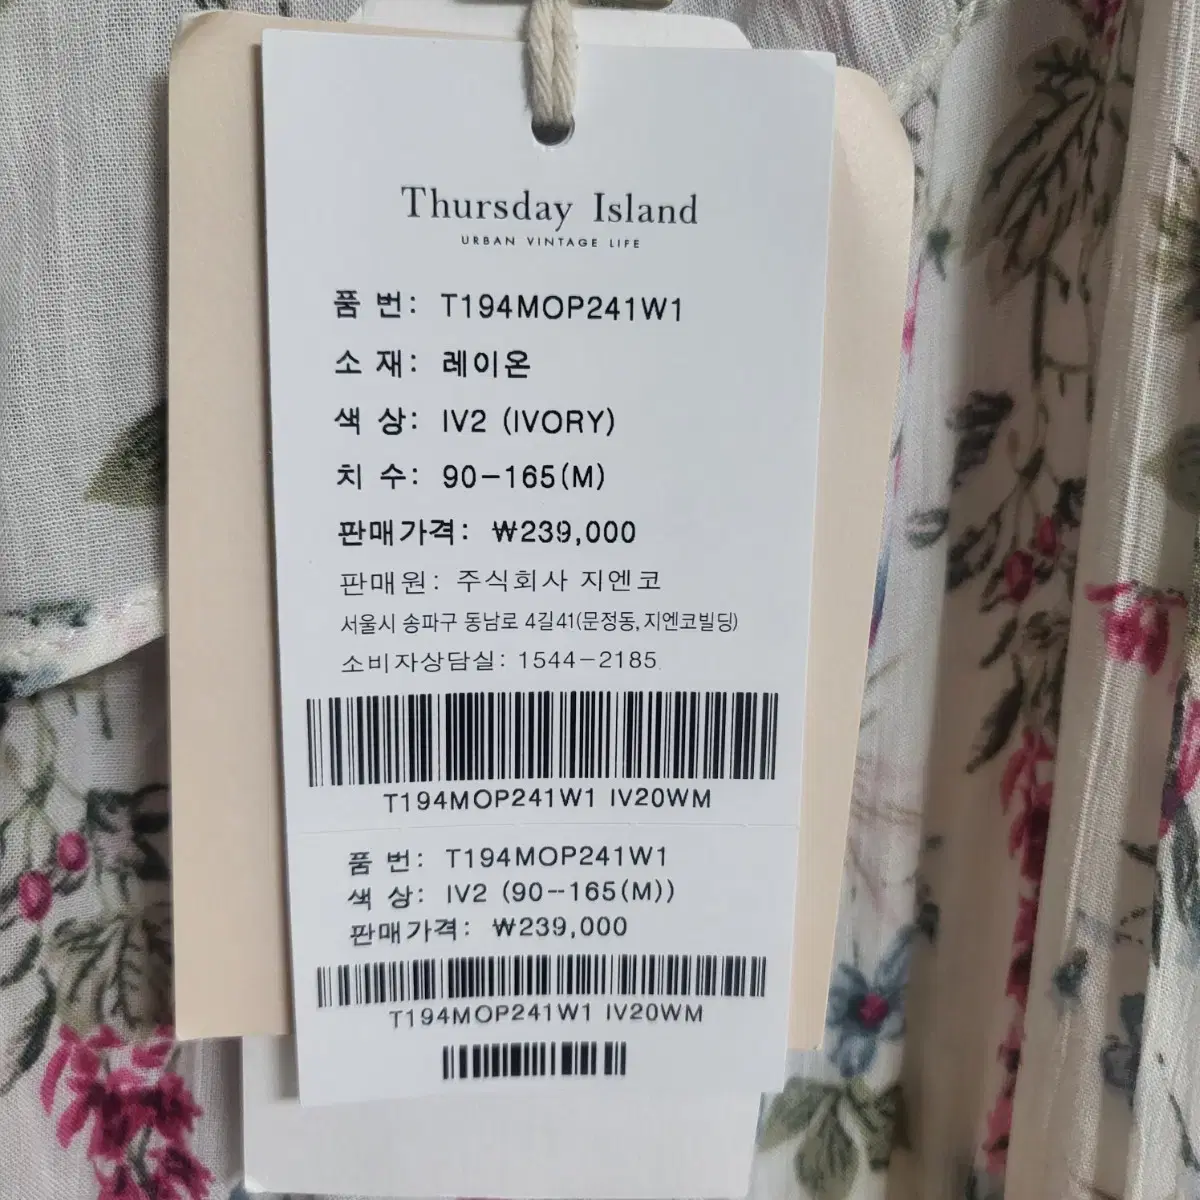 Thursday Island
URBAN VINTAGE LIFE
품 번: T194MOP241W1
소 재: 레이온
색 상: IV2 (IVORY)
치 수: 90-165(M)
판매가격: ₩239,000
판매원: 주식회사 지엔코
서울시 송파구 동남로 4길41(문정동, 지엔코빌딩)
소비자상담실: 1544-2185
T194MOP241W1 IV20WM
품 번: T194MOP241W1
색 상: IV2 (90--165(M))
판매가격: ₩239,000
T194MOP241W1 IV20WM